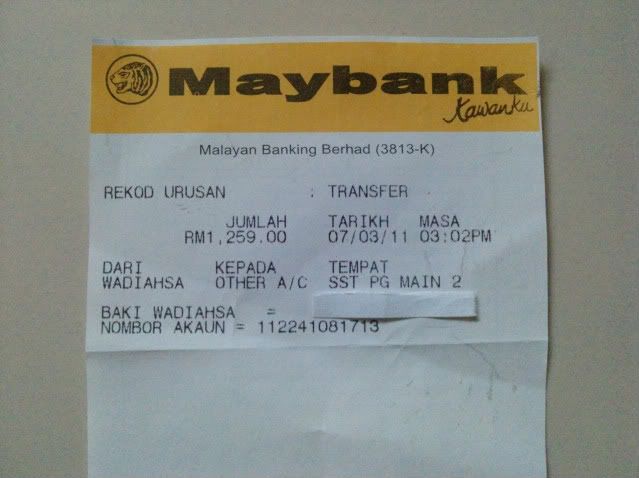 Maybank
Kawanku
Malayan Banking Berhad (3813-K)
REKOD URUSAN : TRANSFER
JUMLAH TARIKH MASA
RM1,259.00 07/03/11 03:02PM
DARI KEPADA TEMPAT
WADIAHSA OTHER A/C SST PG MAIN 2
BAKI WADIAHSA =
NOMBOR AKAUN = 112241081713